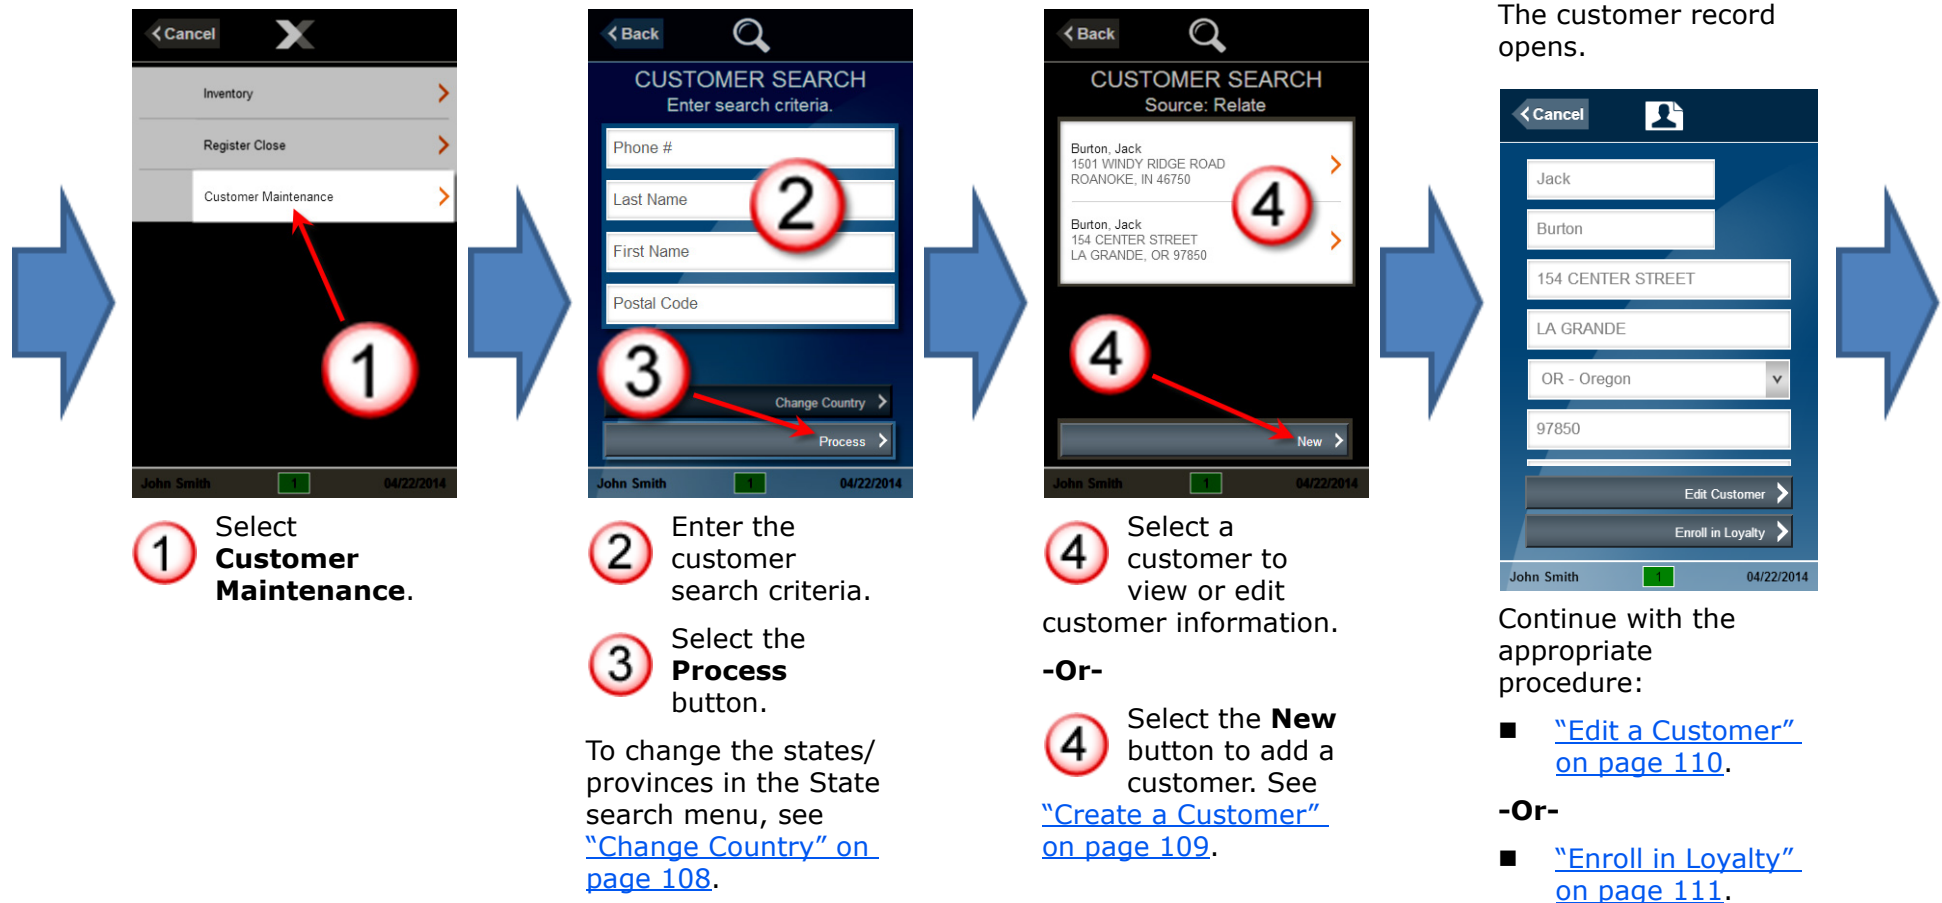 Cancel
Inventory
Register Close
Customer Maintenance
1
John Smith
1
04/22/2014
1
Select
Customer
Maintenance.
Back
CUSTOMER SEARCH
Enter search criteria.
Phone #
Last Name
2
First Name
Postal Code
3
Change Country
Process
John Smith
1
04/22/2014
2
Enter the
customer
search criteria.
3
Select the
Process
button.
To change the states/
provinces in the State
search menu, see
“Change Country” on
page 108.
Back
CUSTOMER SEARCH
Source: Relate
Burton, Jack
1501 WINDY RIDGE ROAD
ROANOKE, IN 46750
4
Burton, Jack
154 CENTER STREET
LA GRANDE, OR 97850
4
New
John Smith
1
04/22/2014
4
Select a
customer to
view or edit
customer information.
-Or-
4
Select the New
button to add a
customer. See
“Create a Customer”
on page 109.
The customer record
opens.
Cancel
Jack
Burton
154 CENTER STREET
LA GRANDE
OR - Oregon
97850
Edit Customer
Enroll in Loyalty
John Smith
1
04/22/2014
Continue with the
appropriate
procedure:
“Edit a Customer”
on page 110.
-Or-
“Enroll in Loyalty”
on page 111.